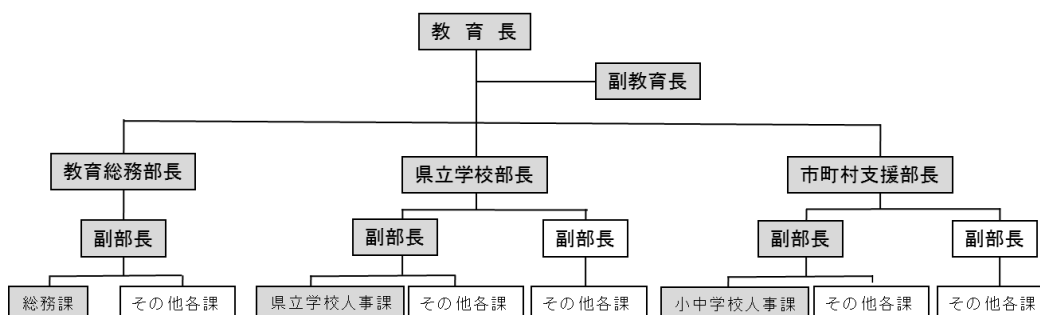 教 育 長
副教育長
教育総務部長
県立学校部長
市町村支援部長
副部長
副部長
副部長
副部長
副部長
総務課
その他各課
県立学校人事課
その他各課
その他各課
小中学校人事課
その他各課
その他各課